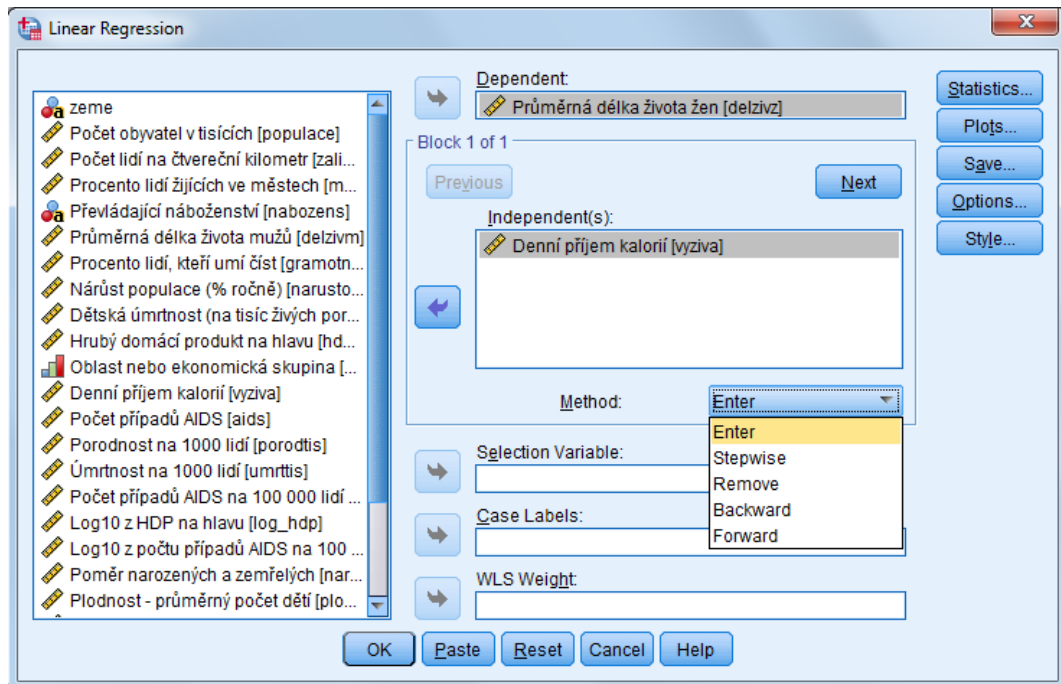 Linear Regression
zeme
Počet obyvatel v tisících [populace]
Počet lidí na čtvereční kilometr [zali...
Procento lidí žijících ve městech [m...
Převládající náboženství [nabozens]
Průměrná délka života mužů [delzivm]
Procento lidí, kteří umí číst [gramotn...
Nárůst populace (% ročně) [narusto...
Dětská úmrtnost (na tisíc živých por...
Hrubý domácí produkt na hlavu [hd...
Oblast nebo ekonomická skupina [...
Denní příjem kalorií [vyziva]
Počet případů AIDS [aids]
Porodnost na 1000 lidí [porodtis]
Úmrtnost na 1000 lidí [umrttis]
Počet případů AIDS na 100 000 lidí ...
Log10 z HDP na hlavu [log_hdp]
Log10 z počtu případů AIDS na 100 ...
Poměr narozených a zemřelých [nar...
Plodnost - průměrný počet dětí [plo...
Dependent:
Průměrná délka života žen [delzivz]
Block 1 of 1
Previous
Next
Independent(s):
Denní příjem kalorií [vyziva]
Method:
Enter
Enter
Stepwise
Remove
Backward
Forward
Selection Variable:
Case Labels:
WLS Weight:
Statistics...
Plots...
Save...
Options...
Style...
OK
Paste
Reset
Cancel
Help